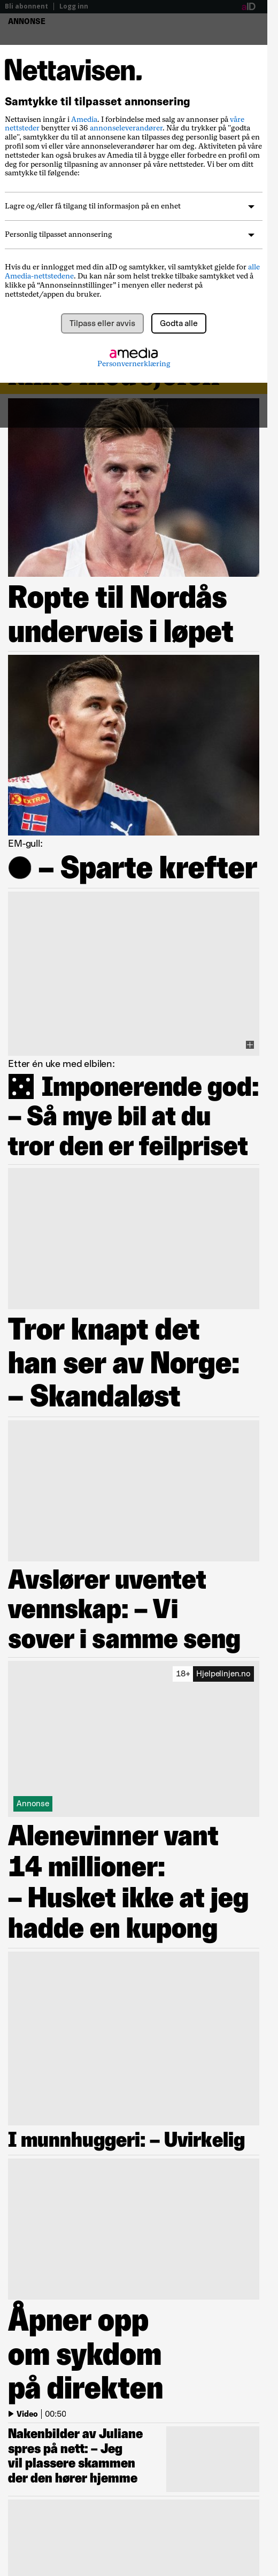 Bli abonnent | Logg inn
aID
ANNONSE
Nettavisen.
Samtykke til tilpasset annonsering
Nettavisen inngår i Amedia. I forbindelse med salg av annonser på våre
nettsteder benytter vi 36 annonseleverandører. Når du trykker på "godta
alle", samtykker du til at annonsene kan tilpasses deg personlig basert på en
profil som vi eller våre annonseleverandører har om deg. Aktiviteten på våre
nettsteder kan også brukes av Amedia til å bygge eller forbedre en profil om
deg for personlig tilpasning av annonser på våre nettsteder. Vi ber om ditt
samtykke til følgende:
Lagre og/eller få tilgang til informasjon på en enhet
Personlig tilpasset annonsering
Hvis du er innlogget med din aID og samtykker, vil samtykket gjelde for alle
Amedia-nettstedene. Du kan når som helst trekke tilbake samtykket ved å
klikke på “Annonseinnstillinger” i menyen eller nederst på
nettstedet/appen du bruker.
Tilpass eller avvis
Godta alle
amedia
Personvernerklæring
Ropte til Nordås
underveis i løpet
EM-gull:
– Sparte krefter
Etter én uke med elbilen:
Imponerende god:
– Så mye bil at du
tror den er feilpriset
Tror knapt det
han ser av Norge:
– Skandaløst
Avslører uventet
vennskap: – Vi
sover i samme seng
18+ Hjelpelinjen.no
Annonse
Alenevinner vant
14 millioner:
– Husket ikke at jeg
hadde en kupong
I munnhuggeri: – Uvirkelig
Åpner opp
om sykdom
på direkten
Video | 00:50
Nakenbilder av Juliane
spres på nett: – Jeg
vil plassere skammen
der den hører hjemme